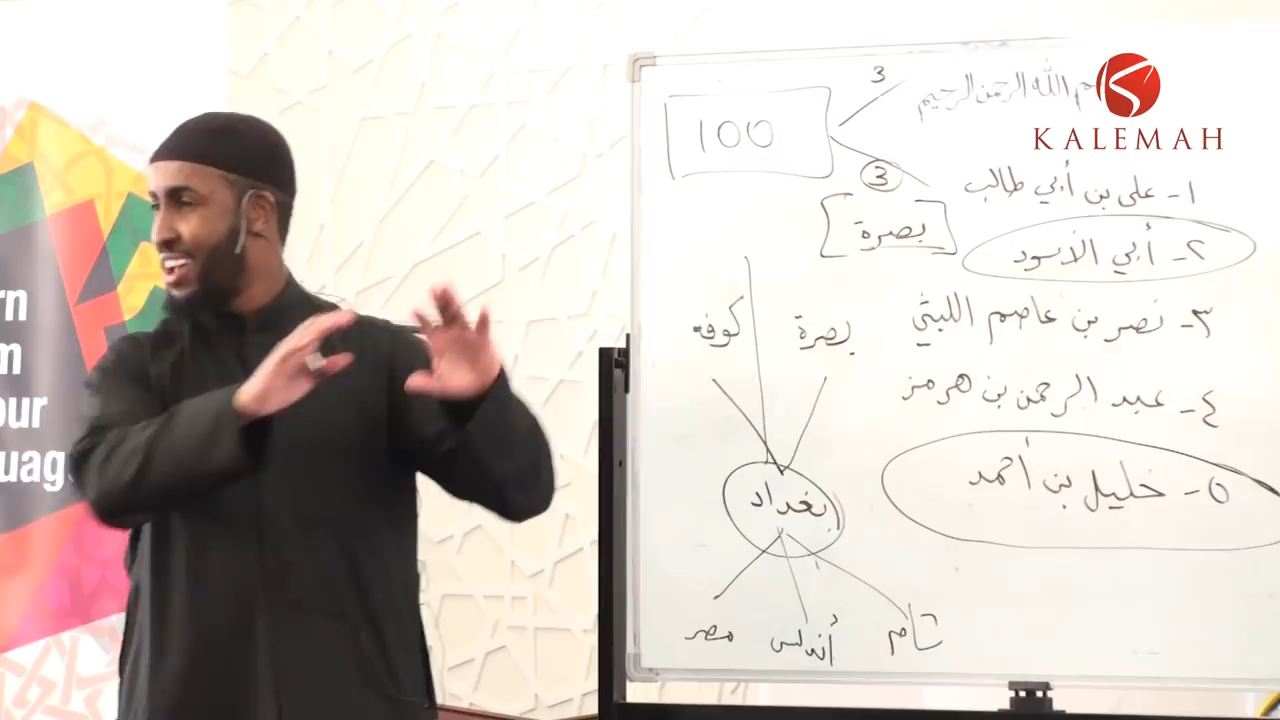 بسم الله الرحمن الرحيم
KALEMAH
3
100
3
بصرة
١- علي بن أبي طالب
٢- أبي الأسود
٣- نصر بن عاصم الليثي
٤- عبد الرحمن بن هرمز
٥- خليل بن أحمد
بصرة
كوفه
بغداد
شام
أندلس
مصر
rn
m
our
uag